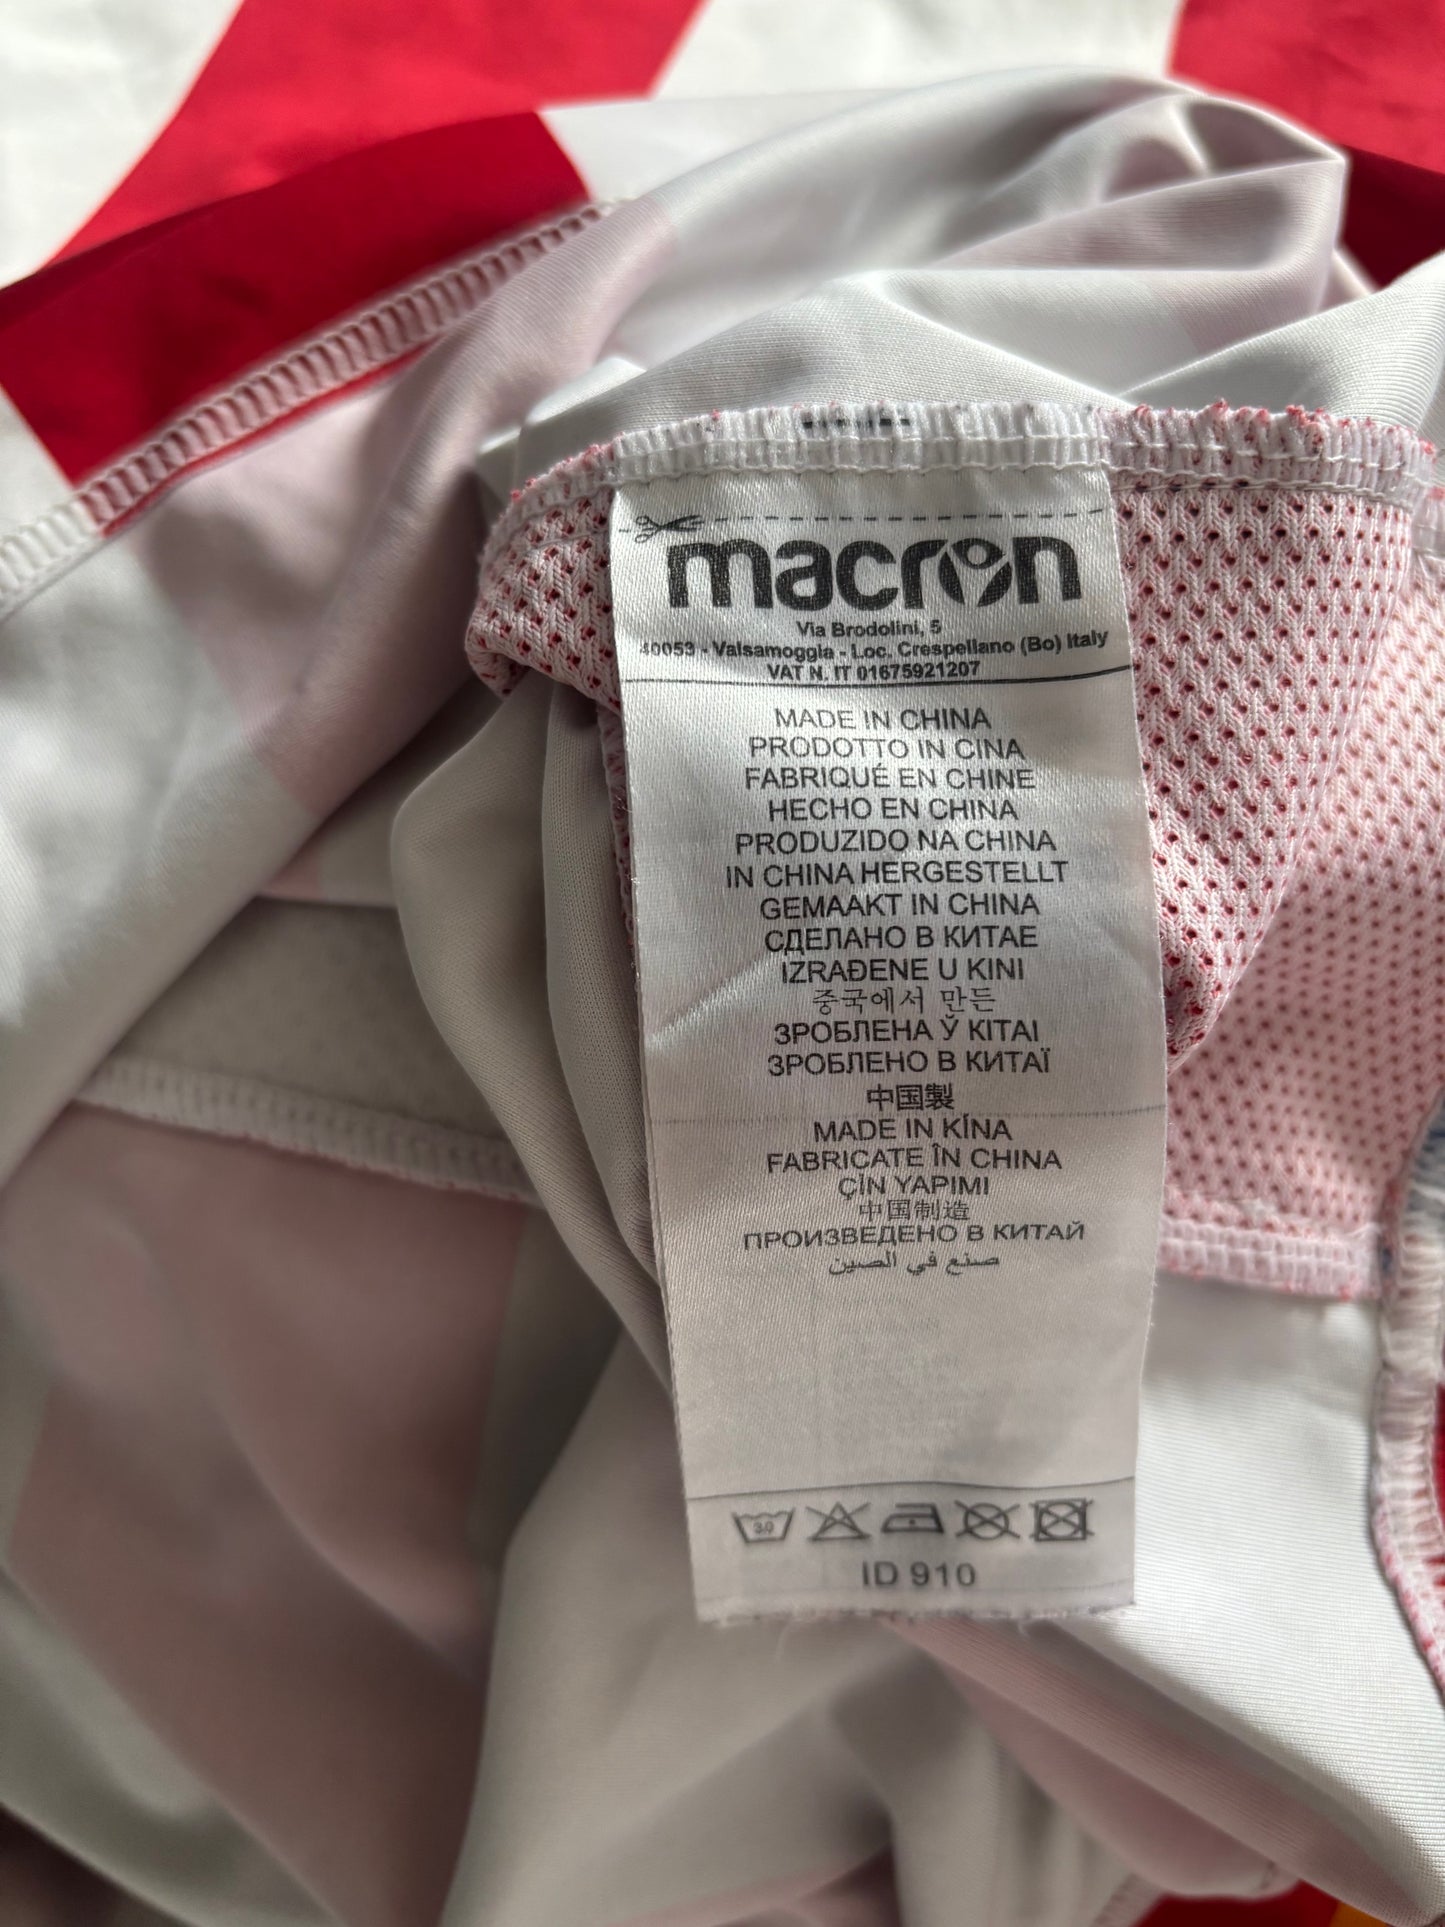 macron
Via Brodolini, 5
40053 - Valsamoggia - Loc. Crespellano (Bo) Italy
VAT N. IT 01675921207
MADE IN CHINA
PRODOTTO IN CINA
FABRIQUÉ EN CHINE
HECHO EN CHINA
PRODUZIDO NA CHINA
IN CHINA HERGESTELLT
GEMAAKT IN CHINA
СДЕЛАНО В КИТАЕ
IZRAĐENE U KINI
중국에서 만든
ЗРОБЛЕНА Ў KITAI
ЗРОБЛЕНО В КИТАЇ
中国製
MADE IN KÍNA
FABRICATE ÎN CHINA
ÇİN YAPIMI
中国制造
ПРОИЗВЕДЕНО В КИТАЙ
صنع في الصين
30
ID 910